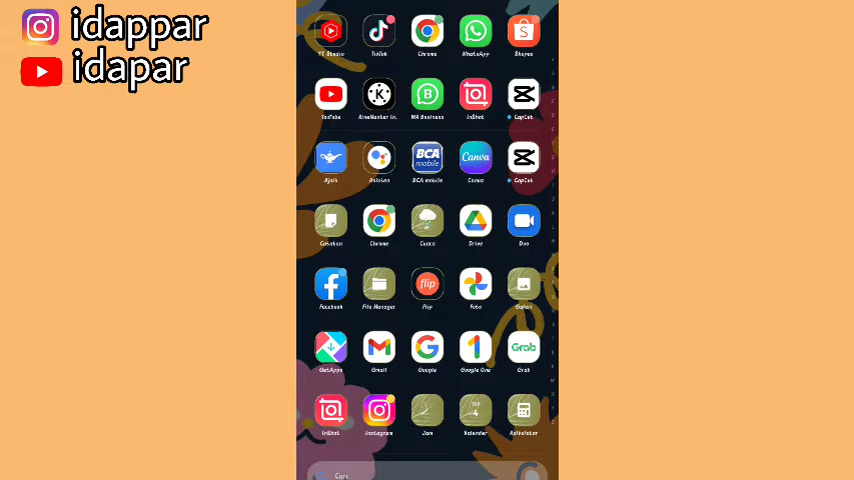 idappar
idapar
YT Studio TikTok Chrome WhatsApp Shopee
YouTube KineMaster In.. WA Business InShot CapCut
Ajaib Asisten BCA mobile Canva CapCut
Catatan Chrome Cuaca Drive Duo
Facebook File Manager Flip Foto Galeri
GetApps Gmail Google Google One Grab
InShot Instagram Jam Kalender Kalkulator
Cari